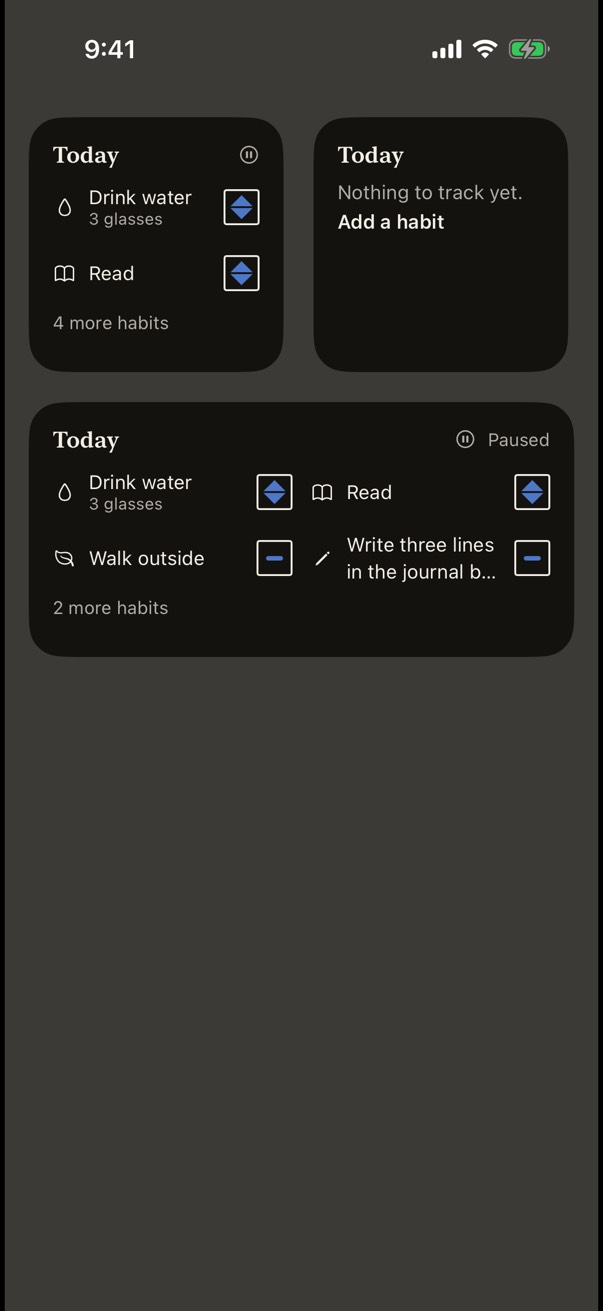 9:41
Today
Drink water
3 glasses
Read
4 more habits
Today
Nothing to track yet.
Add a habit
Today
Paused
Drink water
3 glasses
Read
Walk outside
Write three lines
in the journal b...
2 more habits